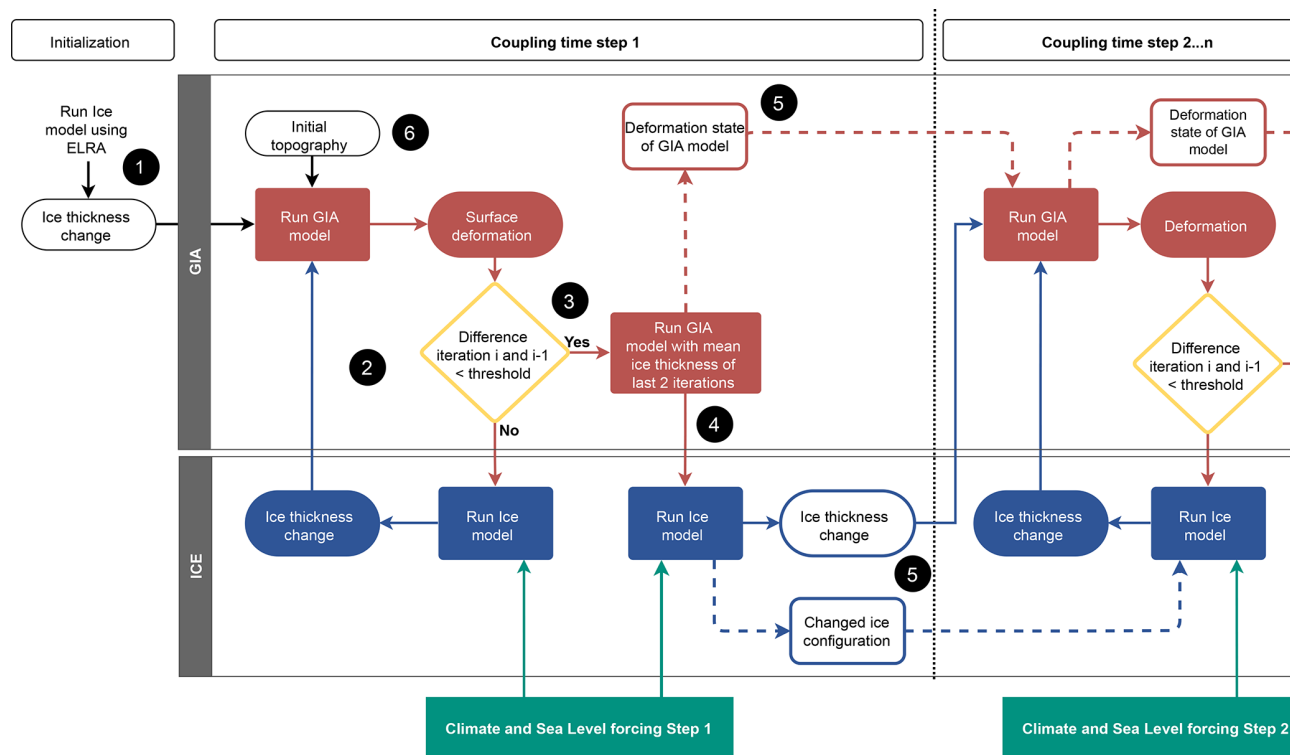 Initialization
Coupling time step 1
Coupling time step 2...n
Run Ice
model using
ELRA
1
Ice thickness
change
GIA
Initial
topography
6
Run GIA
model
Surface
deformation
Deformation state
of GIA model
5
2
Difference
iteration i and i-1
< threshold
3
Yes
No
Run GIA
model with mean
ice thickness of
last 2 iterations
4
Run GIA
model
Deformation
state of GIA
model
Deformation
Difference
iteration i and i-1
< threshold
ICE
Ice thickness
change
Run Ice
model
Run Ice
model
Ice thickness
change
5
Changed ice
configuration
Ice thickness
change
Run Ice
model
Climate and Sea Level forcing Step 1
Climate and Sea Level forcing Step 2